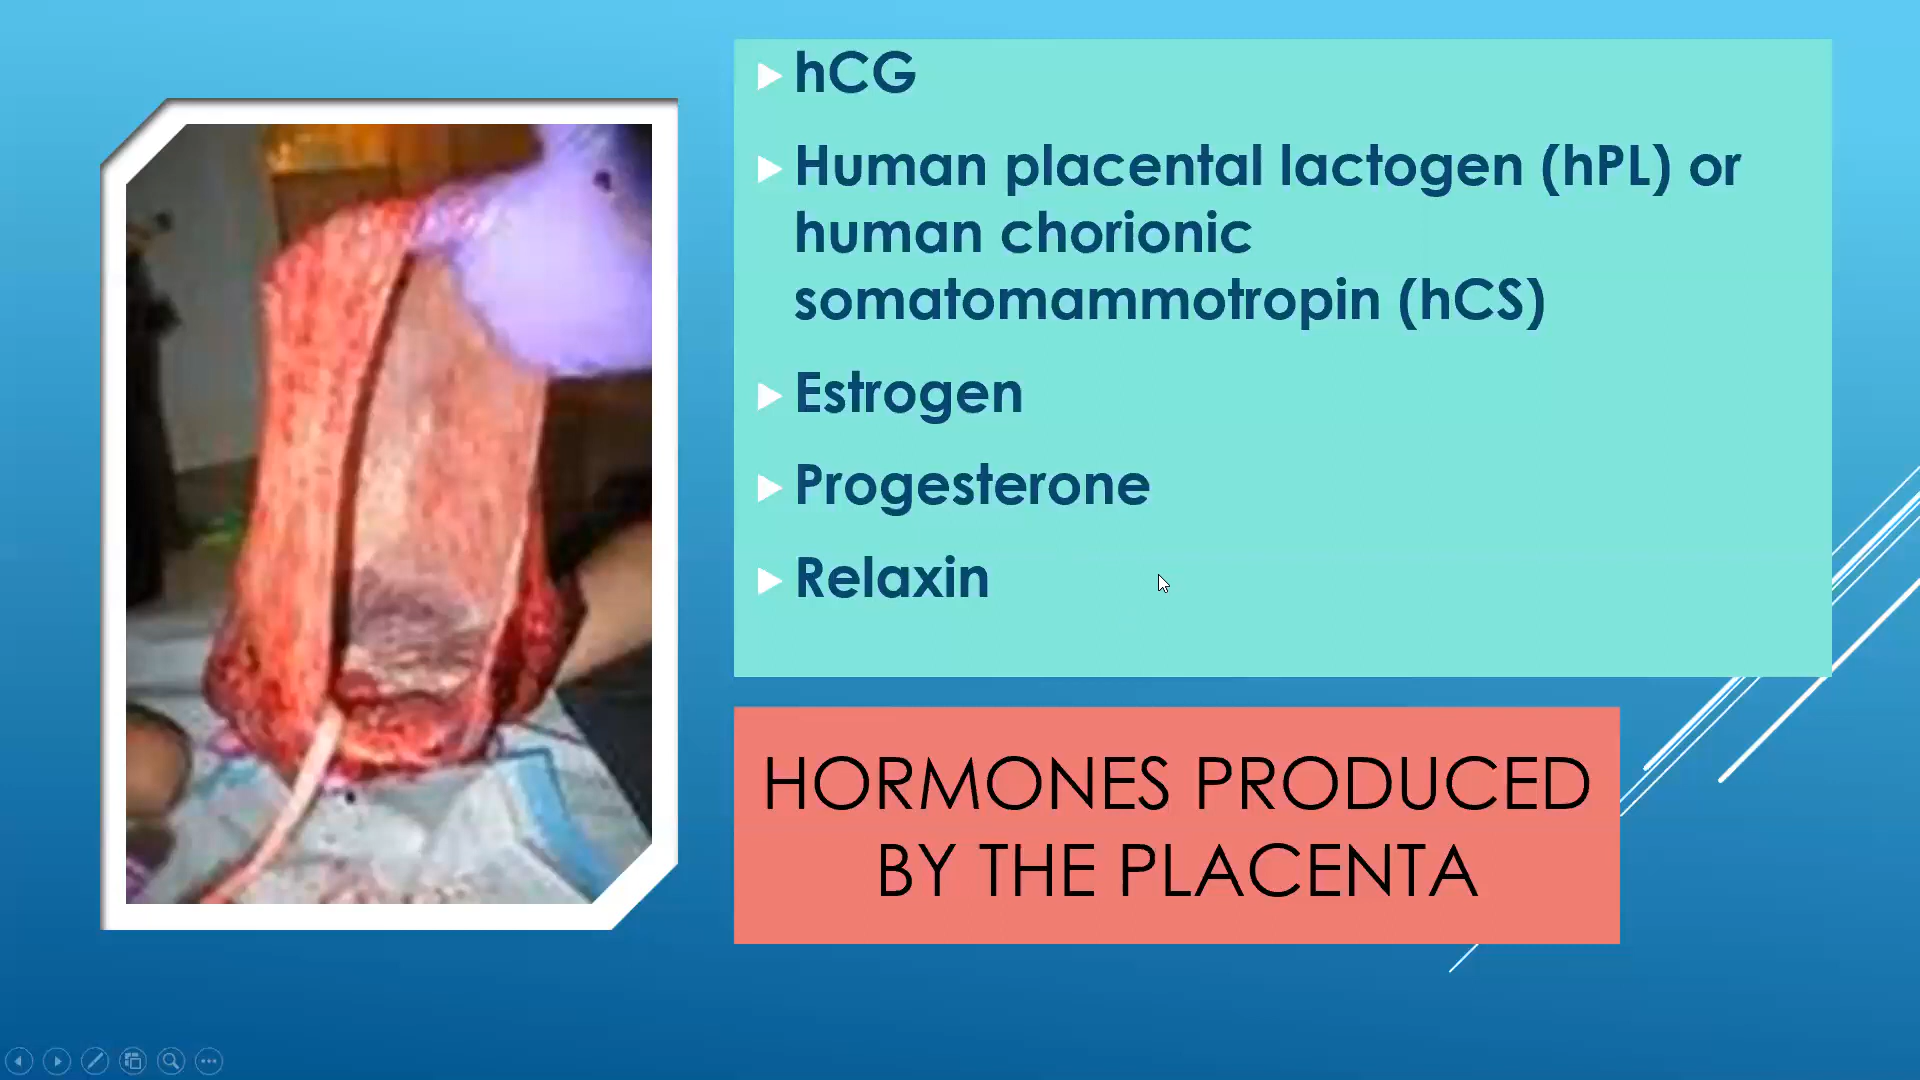 hCG
Human placental lactogen (hPL) or
human chorionic
somatomammotropin (hCS)
Estrogen
Progesterone
Relaxin
HORMONES PRODUCED
BY THE PLACENTA